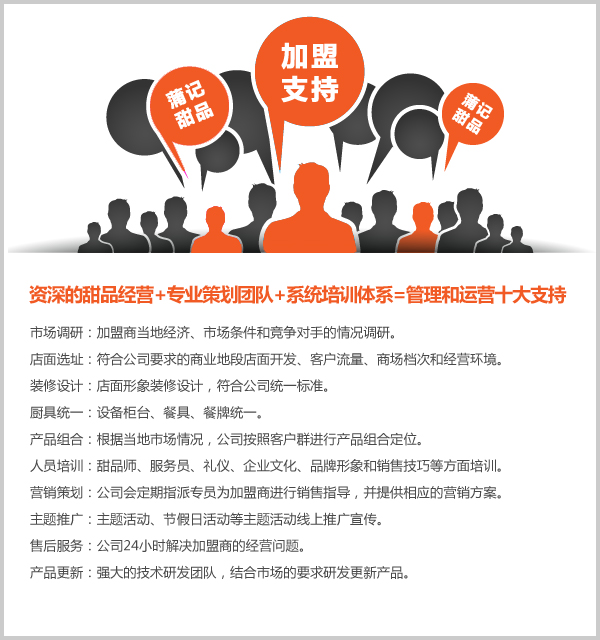 加盟
支持
蒲记
甜品
蒲记
甜品
资深的甜品经营+专业策划团队+系统培训体系=管理和运营十大支持
市场调研：加盟商当地经济、市场条件和竞争对手的情况调研。
店面选址：符合公司要求的商业地段店面开发、客户流量、商场档次和经营环境。
装修设计：店面形象装修设计，符合公司统一标准。
厨具统一：设备柜台、餐具、餐牌统一。
产品组合：根据当地市场情况，公司按照客户群进行产品组合定位。
人员培训：甜品师、服务员、礼仪、企业文化、品牌形象和销售技巧等方面培训。
营销策划：公司会定期指派专员为加盟商进行销售指导，并提供相应的营销方案。
主题推广：主题活动、节假日活动等主题活动线上推广宣传。
售后服务：公司24小时解决加盟商的经营问题。
产品更新：强大的技术研发团队，结合市场的要求研发更新产品。